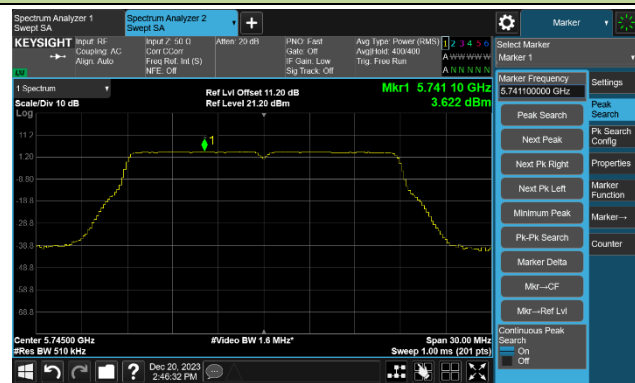 Spectrum Analyzer 1
Swept SA
Spectrum Analyzer 2
Swept SA
+
Marker
KEYSIGHT
Input: RF
Coupling: AC
Align: Auto
Input Z: 50 Ω
Corr CCorr
Freq Ref: Int (S)
NFE: Off
Atten: 20 dB
PNO: Fast
Gate: Off
IF Gain: Low
Sig Track: Off
Avg Type: Power (RMS)
Avg|Hold: 400/400
Trig: Free Run
1 2 3 4 5 6
A W W W W W
A N N N N N
Select Marker
Marker 1
1 Spectrum
Scale/Div 10 dB
Log
Ref Lvl Offset 11.20 dB
Ref Level 21.20 dBm
Mkr1 5.741 10 GHz
3.622 dBm
11.2
1.20
-8.80
-18.8
-28.8
-38.8
-48.8
-58.8
-68.8
1
Center 5.74500 GHz
#Res BW 510 kHz
#Video BW 1.6 MHz*
Span 30.00 MHz
Sweep 1.00 ms (201 pts)
Marker Frequency
5.741100000 GHz
Peak Search
Next Peak
Next Pk Right
Next Pk Left
Minimum Peak
Pk-Pk Search
Marker Delta
Mkr→CF
Mkr→Ref Lvl
Continuous Peak
Search
On
Off
Settings
Peak
Search
Pk Search
Config
Properties
Marker
Function
Marker→
Counter
?
Dec 20, 2023
2:46:32 PM